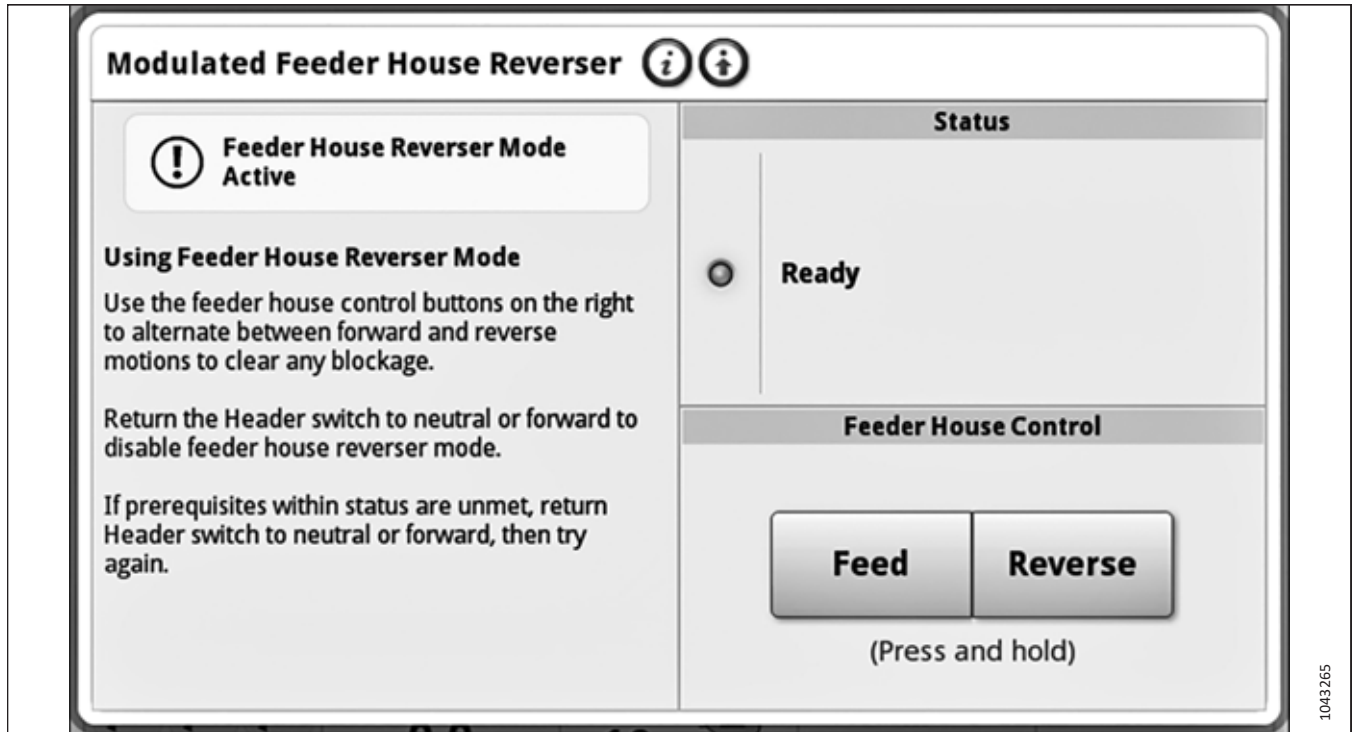 Modulated Feeder House Reverser
Feeder House Reverser Mode
Active
Using Feeder House Reverser Mode
Use the feeder house control buttons on the right
to alternate between forward and reverse
motions to clear any blockage.
Return the Header switch to neutral or forward to
disable feeder house reverser mode.
If prerequisites within status are unmet, return
Header switch to neutral or forward, then try
again.
Status
Ready
Feeder House Control
Feed
Reverse
(Press and hold)
1043265